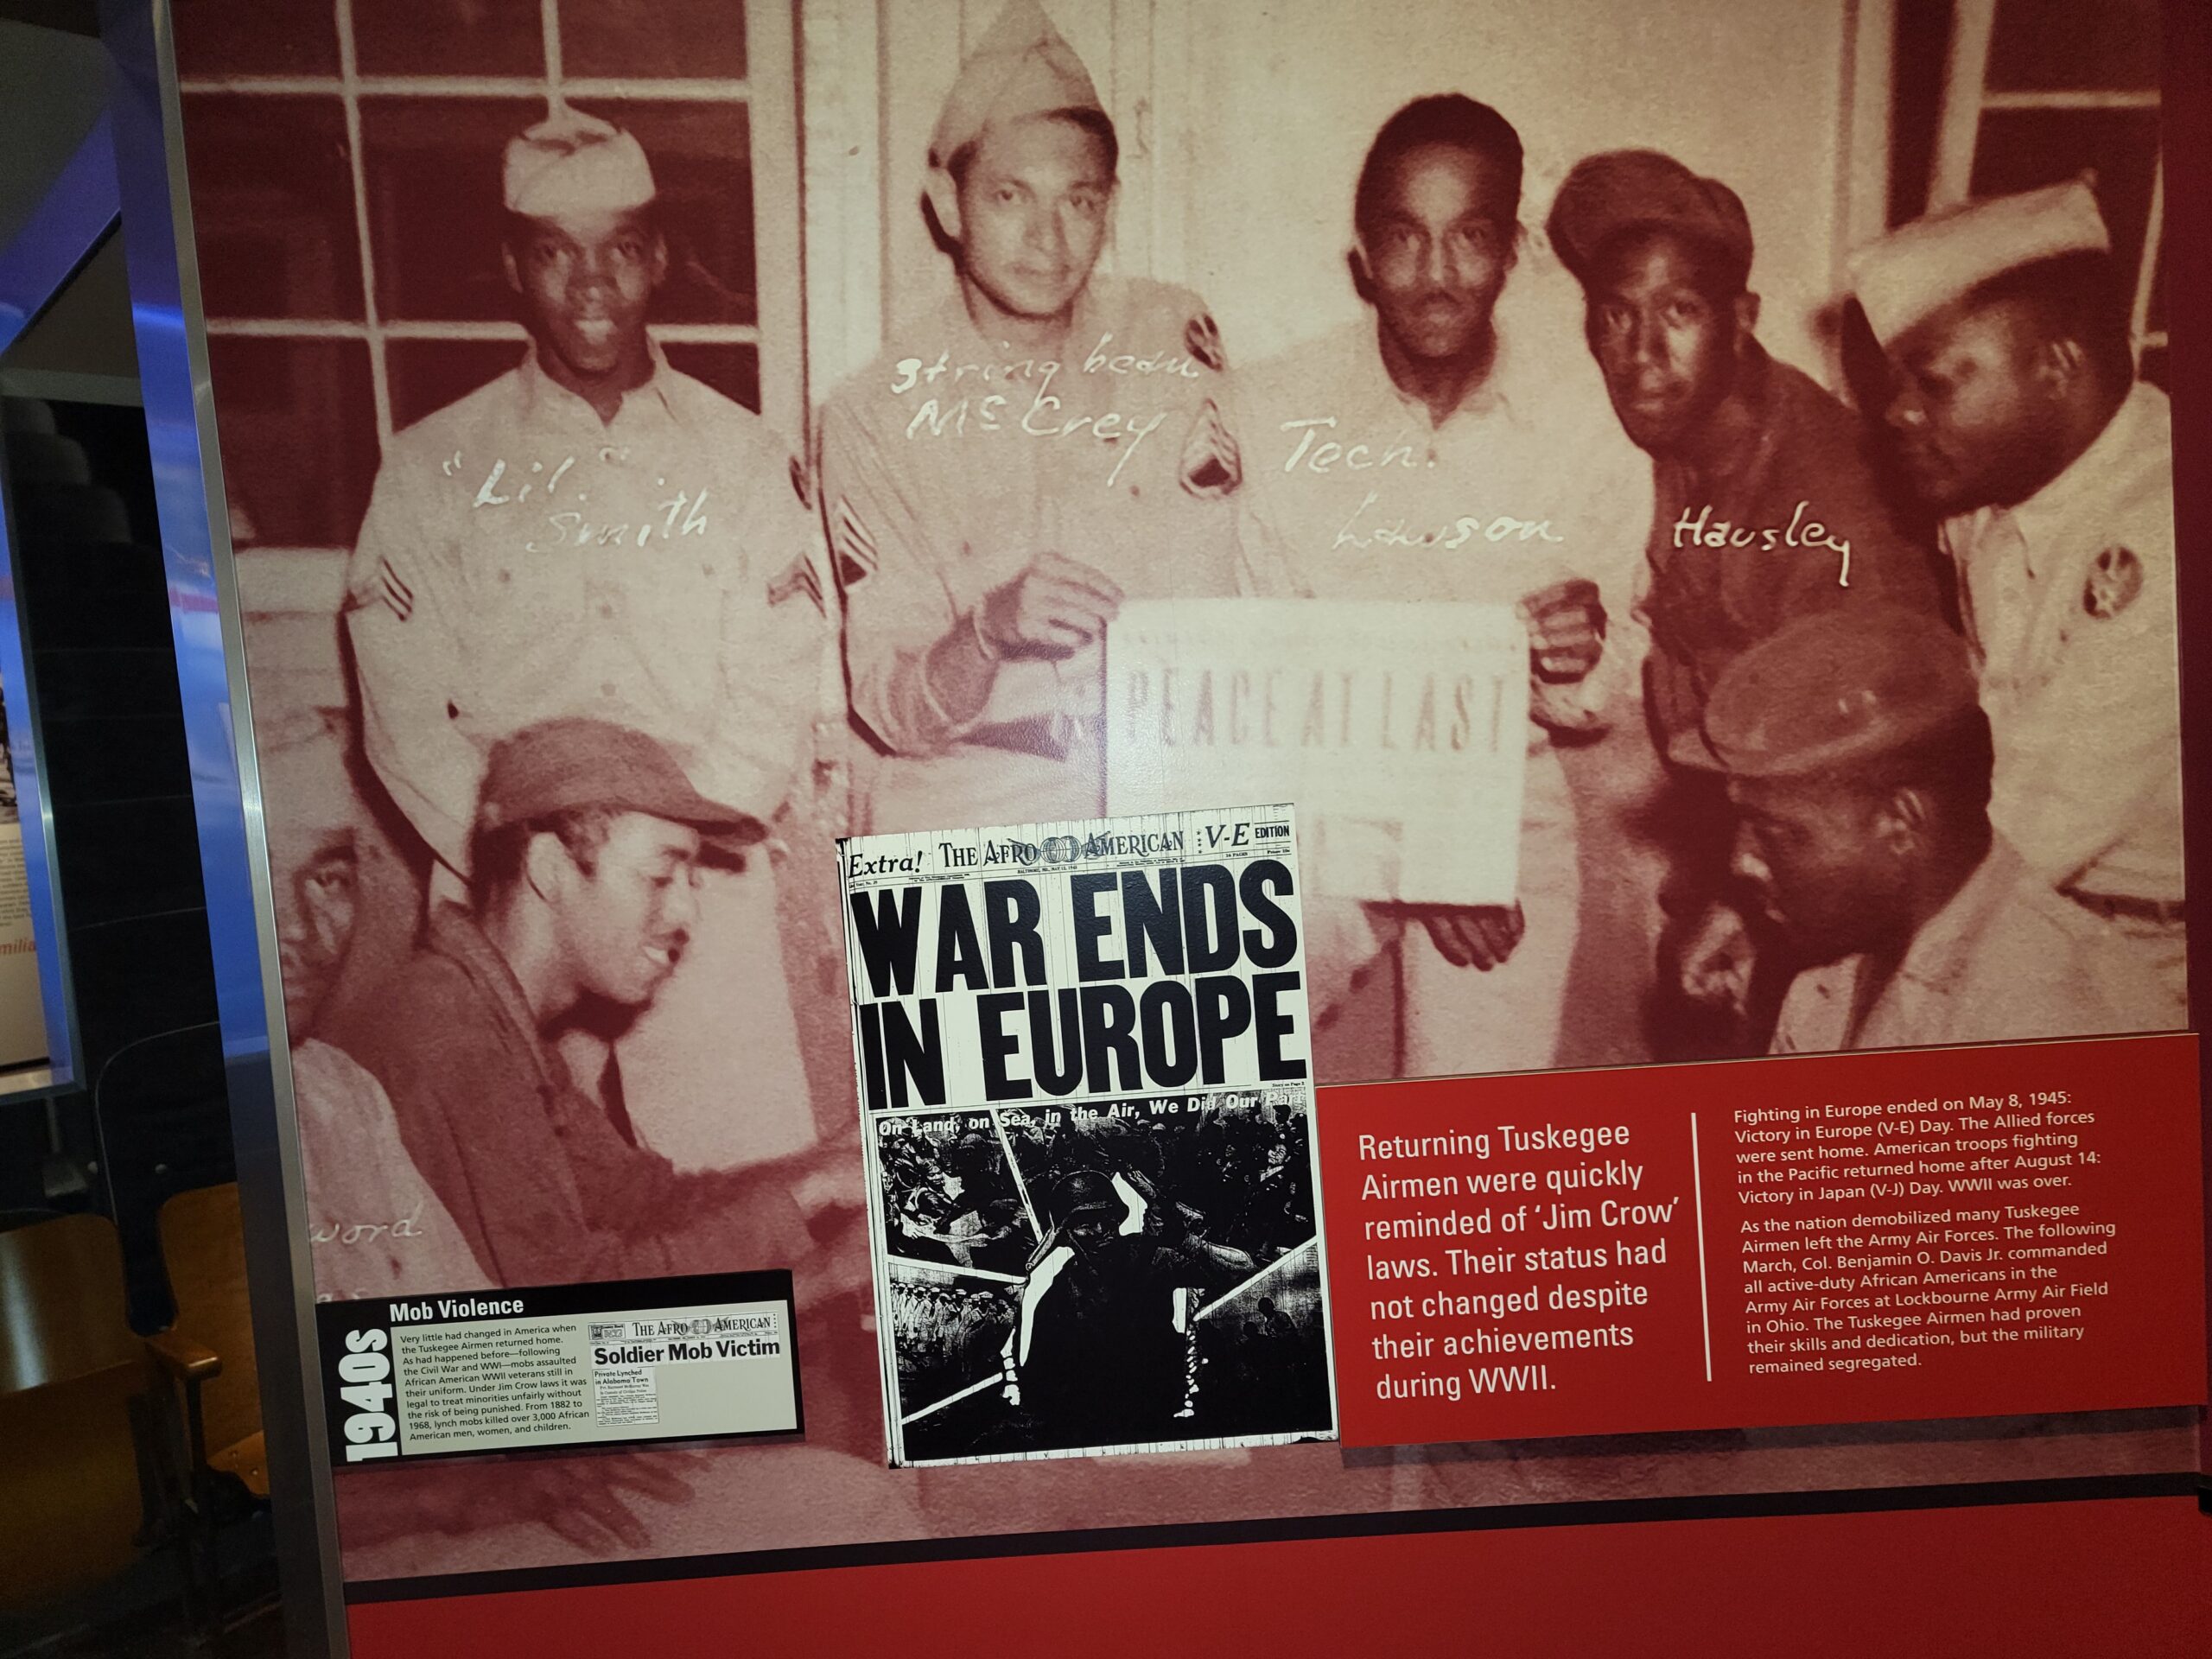 "Lil"
Smith
String bean
McCrey
Tech.
Lawson
Hausley
PEACE AT LAST
word
Extra! THE AFRO AMERICAN V-E EDITION
WAR ENDS
IN EUROPE
On Land, on Sea, in the Air, We Did Our Part
Returning Tuskegee
Airmen were quickly
reminded of ‘Jim Crow’
laws. Their status had
not changed despite
their achievements
during WWII.
Fighting in Europe ended on May 8, 1945:
Victory in Europe (V-E) Day. The Allied forces
were sent home. American troops fighting
in the Pacific returned home after August 14:
Victory in Japan (V-J) Day. WWII was over.
As the nation demobilized many Tuskegee
Airmen left the Army Air Forces. The following
March, Col. Benjamin O. Davis Jr. commanded
all active-duty African Americans in the
Army Air Forces at Lockbourne Army Air Field
in Ohio. The Tuskegee Airmen had proven
their skills and dedication, but the military
remained segregated.
1940s
Mob Violence
Very little had changed in America when
the Tuskegee Airmen returned home.
As had happened before—following
the Civil War and WWI—mobs assaulted
African American WWII veterans still in
their uniform. Under Jim Crow laws it was
legal to treat minorities unfairly without
the risk of being punished. From 1882 to
1968, lynch mobs killed over 3,000 African
American men, women, and children.
THE AFRO AMERICAN
Soldier Mob Victim
Private Lynched
in Alabama Town